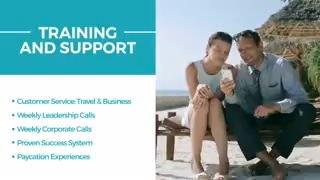 TRAINING
AND SUPPORT
• Customer Service Travel & Business
• Weekly Leadership Calls
• Weekly Corporate Calls
• Proven Success System
• Paycation Experiences